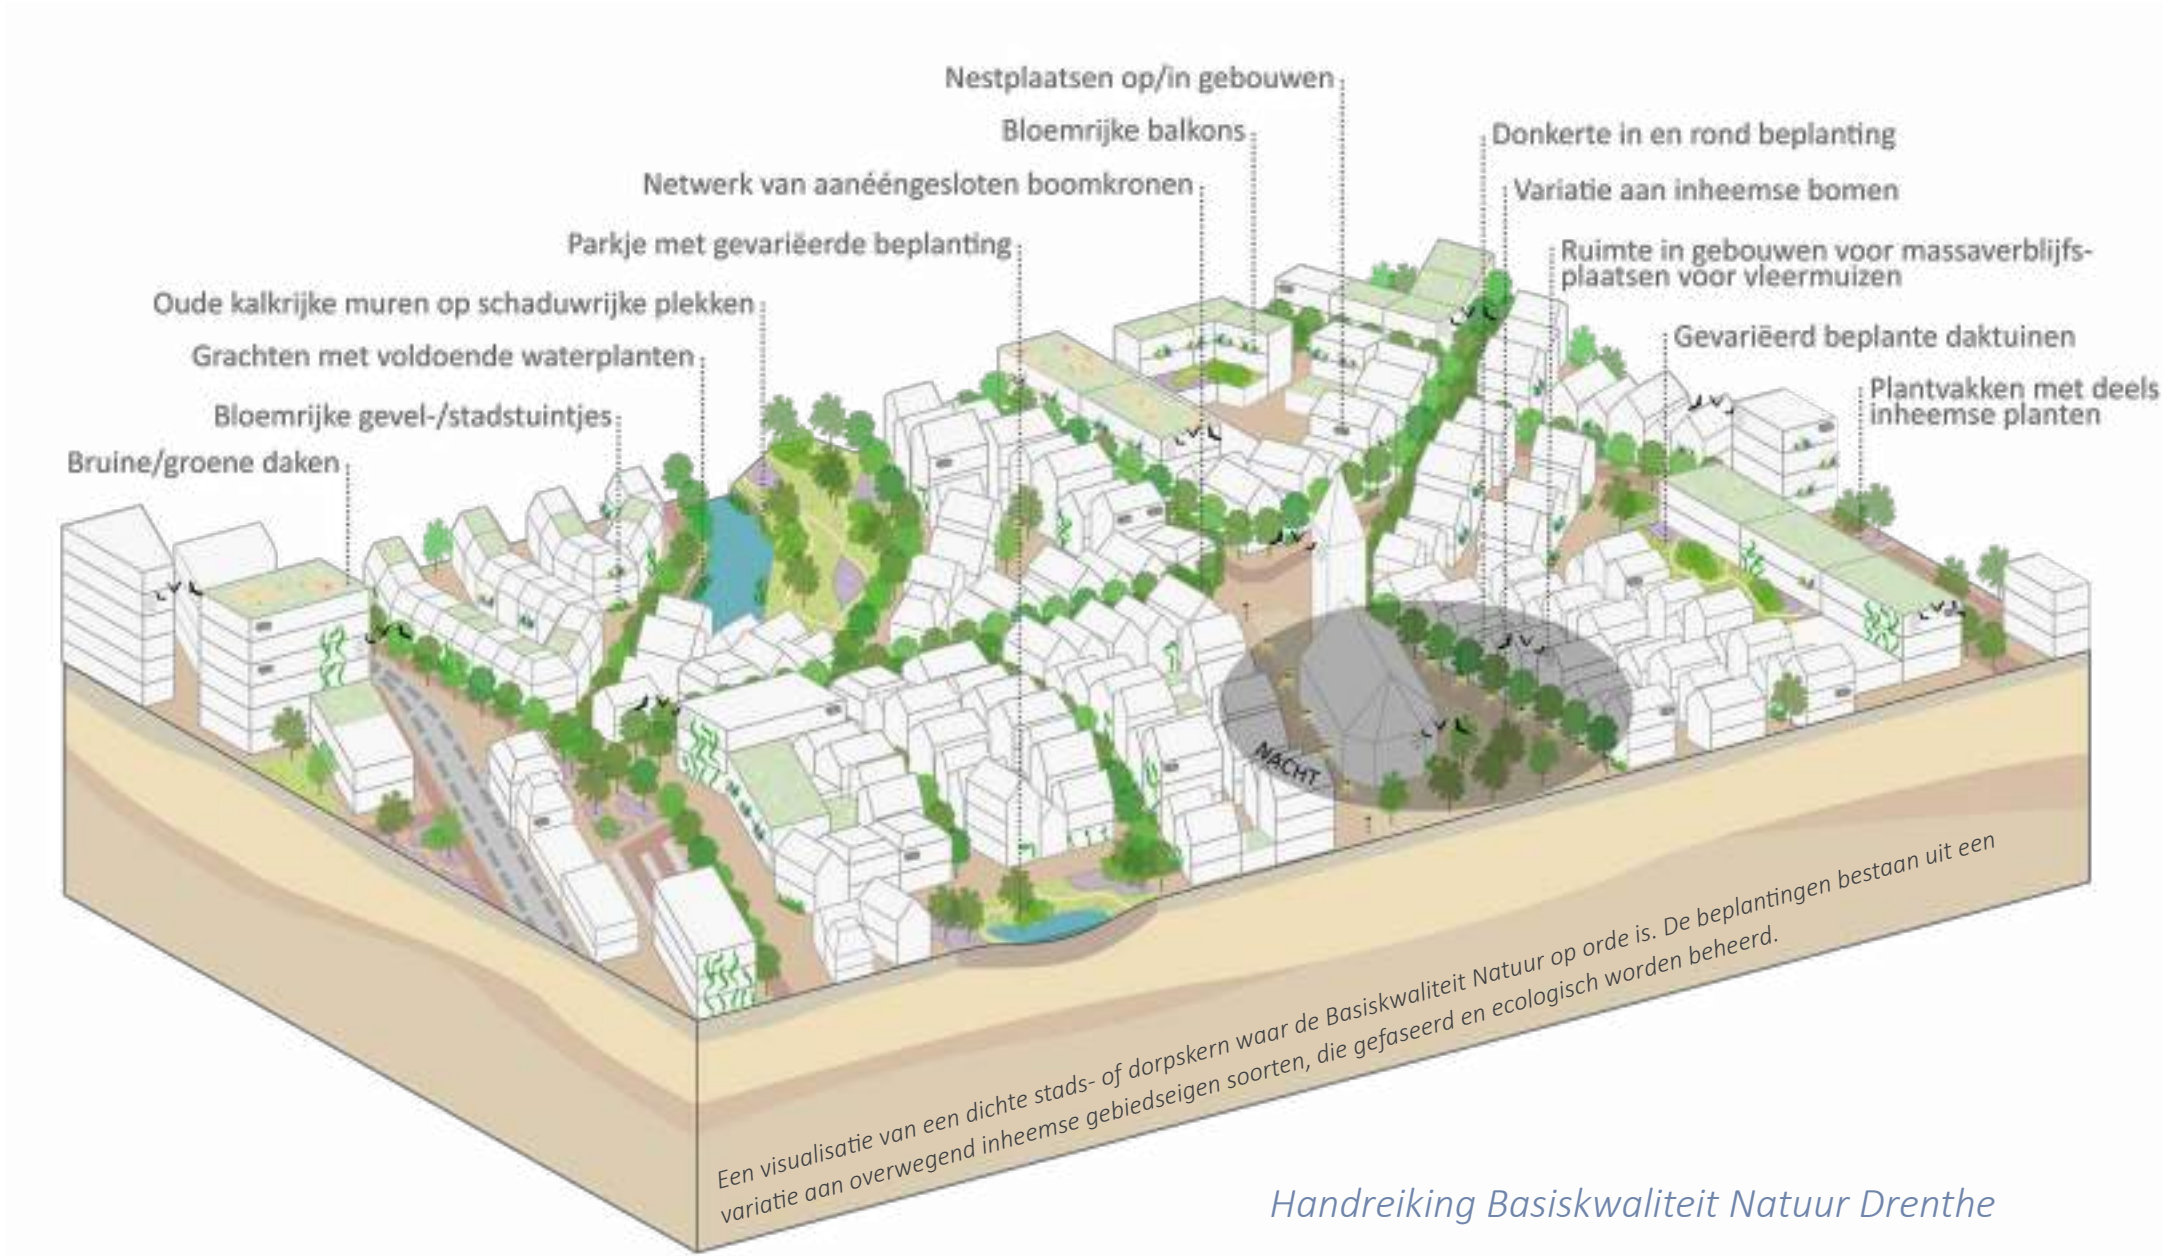 Nestplaatsen op/in gebouwen
Bloemrijke balkons
Netwerk van aanééngesloten boomkronen
Parkje met gevariëerde beplanting
Oude kalkrijke muren op schaduwrijke plekken
Grachten met voldoende waterplanten
Bloemrijke gevel-/stadstuintjes
Bruine/groene daken
Donkerte in en rond beplanting
Variatie aan inheemse bomen
Ruimte in gebouwen voor massaverblijfs-
plaatsen voor vleermuizen
Gevariëerd beplante daktuinen
Plantvakken met deels
inheemse planten
NACHT
Een visualisatie van een dichte stads- of dorpskern waar de Basiskwaliteit Natuur op orde is. De beplantingen bestaan uit een
variatie aan overwegend inheemse gebiedseigen soorten, die gefaseerd en ecologisch worden beheerd.
Handreiking Basiskwaliteit Natuur Drenthe